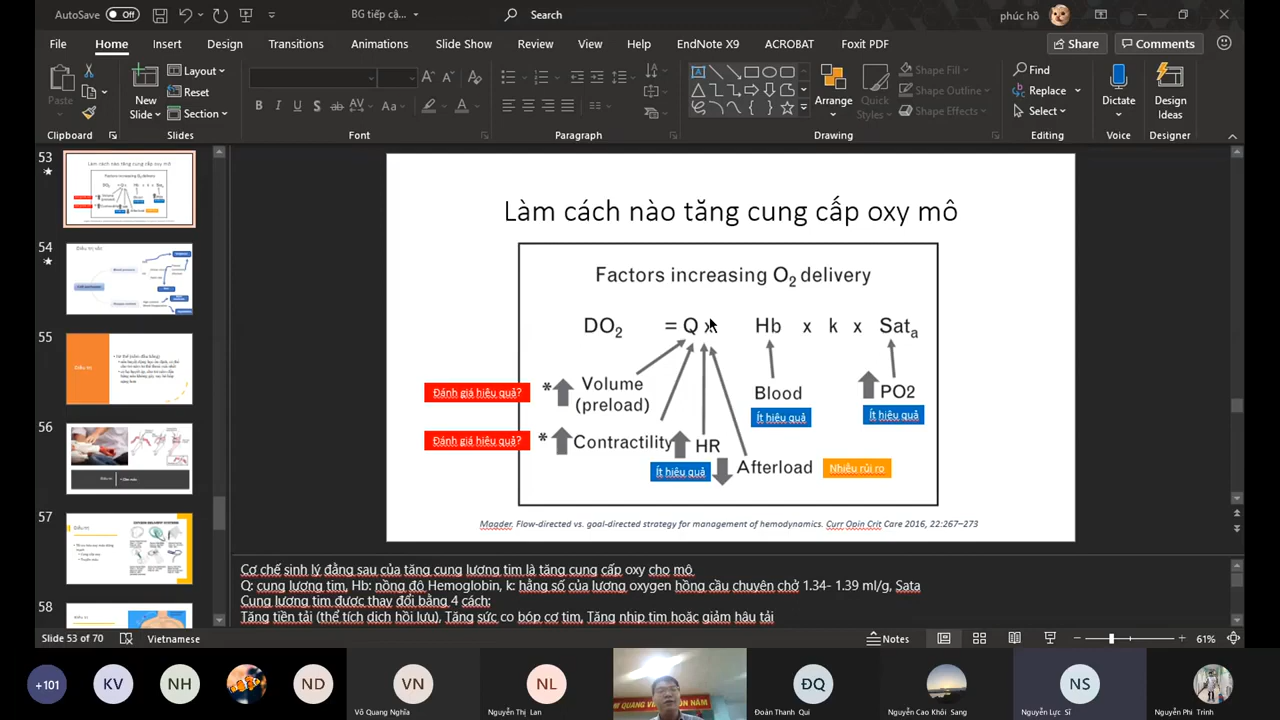 AutoSave Off
BG tiếp cậ...
Search
phúc hồ
File Home Insert Design Transitions Animations Slide Show Review View Help EndNote X9 ACROBAT Foxit PDF Share Comments
Paste
New Slide
Layout
Reset
Section
B I U S ab AV Aa
Arrange
Quick Styles
Shape Fill
Shape Outline
Shape Effects
Find
Replace
Select
Dictate
Design Ideas
Clipboard Slides Font Paragraph Drawing Editing Voice Designer
53
Làm cách nào tăng cung cấp oxy mô
54
55
56
57
58
Làm cách nào tăng cung cấp oxy mô
Factors increasing O2 delivery
DO2 = Q x Hb x k x Sata
Đánh giá hiệu quả?
* Volume (preload)
Blood
Ít hiệu quả
PO2
Ít hiệu quả
Đánh giá hiệu quả?
* Contractility
HR
Ít hiệu quả
Afterload
Nhiều rủi ro
Magder. Flow-directed vs. goal-directed strategy for management of hemodynamics. Curr Opin Crit Care 2016, 22:267–273
Cơ chế sinh lý đằng sau của tăng cung lượng tim là tăng cung cấp oxy cho mô
Q: cung lượng tim, Hb: nồng độ Hemoglobin, k: hằng số của lượng oxygen hồng cầu chuyên chở 1.34- 1.39 ml/g, Sata
Cung lượng tim được thay đổi bằng 4 cách:
Tăng tiền tải (thể tích dịch hồi lưu), Tăng sức co bóp cơ tim, Tăng nhịp tim hoặc giảm hậu tải
Slide 53 of 70 Vietnamese Notes 61%
+101 KV NH ND VN NL ĐQ NS
Võ Quang Nghĩa Nguyễn Thị Lan Đoàn Thanh Qui Nguyễn Cao Khôi Sang Nguyễn Lực Sĩ Nguyễn Phi Trình